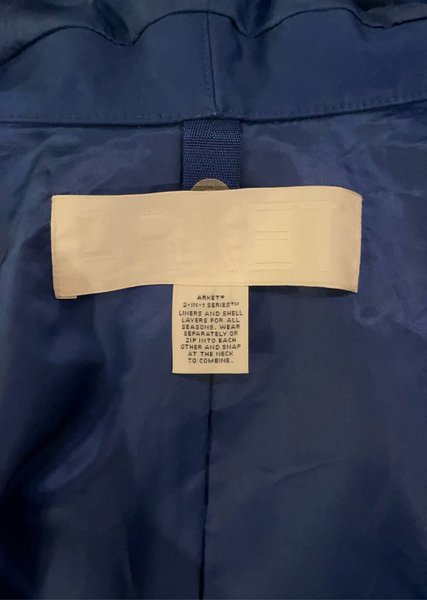 ARKET
ARKET®
2-IN-1 SERIES™
LINERS AND SHELL
LAYERS FOR ALL
SEASONS. WEAR
SEPARATELY OR
ZIP INTO EACH
OTHER AND SNAP
AT THE NECK
TO COMBINE.